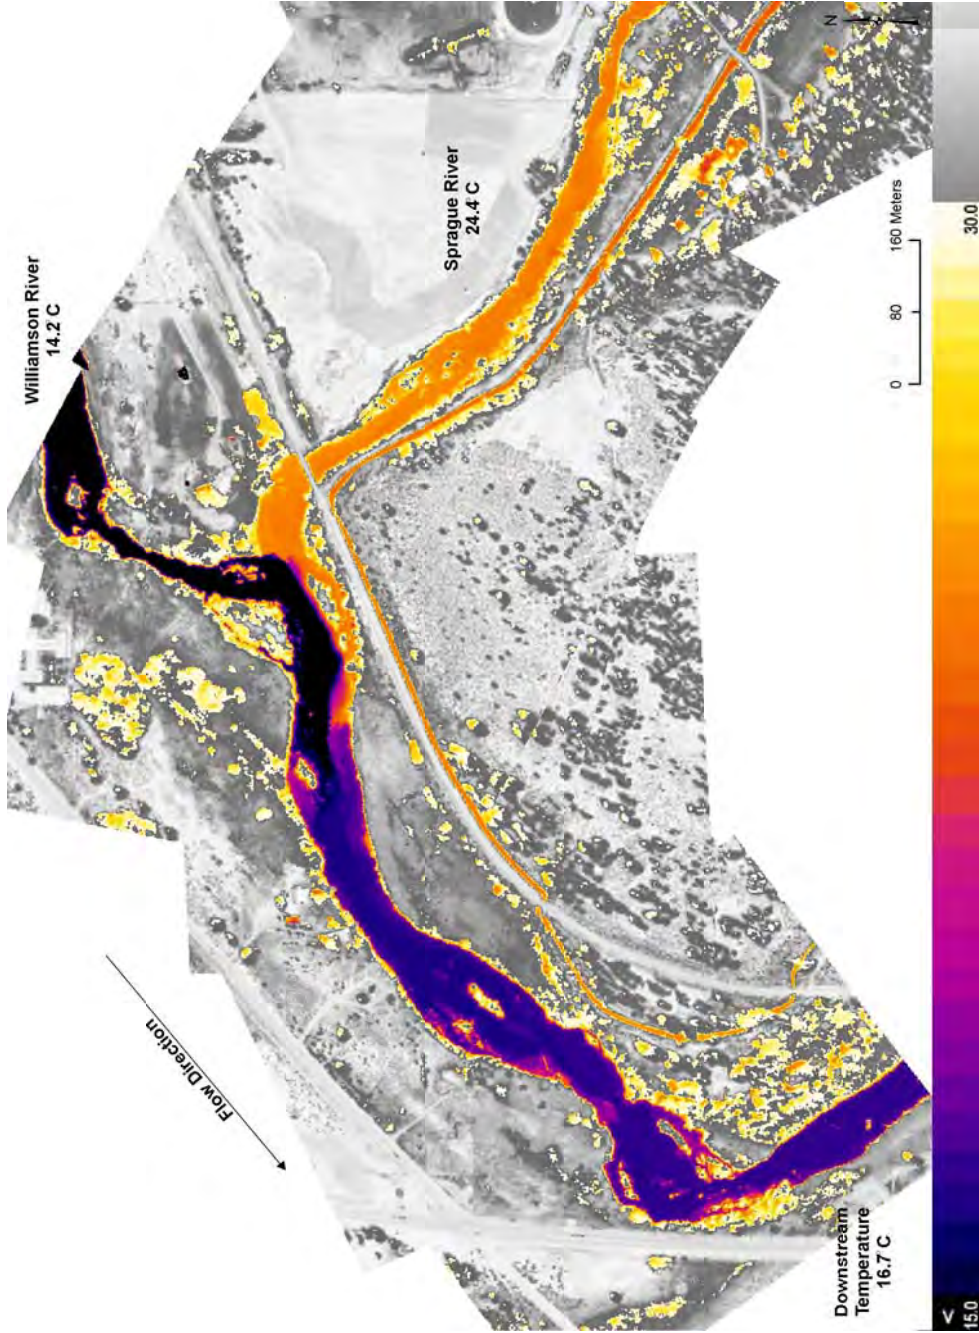 Williamson River
14.2˚C
Sprague River
24.4˚C
N
0 80 160 Meters
Flow Direction
Downstream
Temperature
16.7˚C
<
15.0
30.0